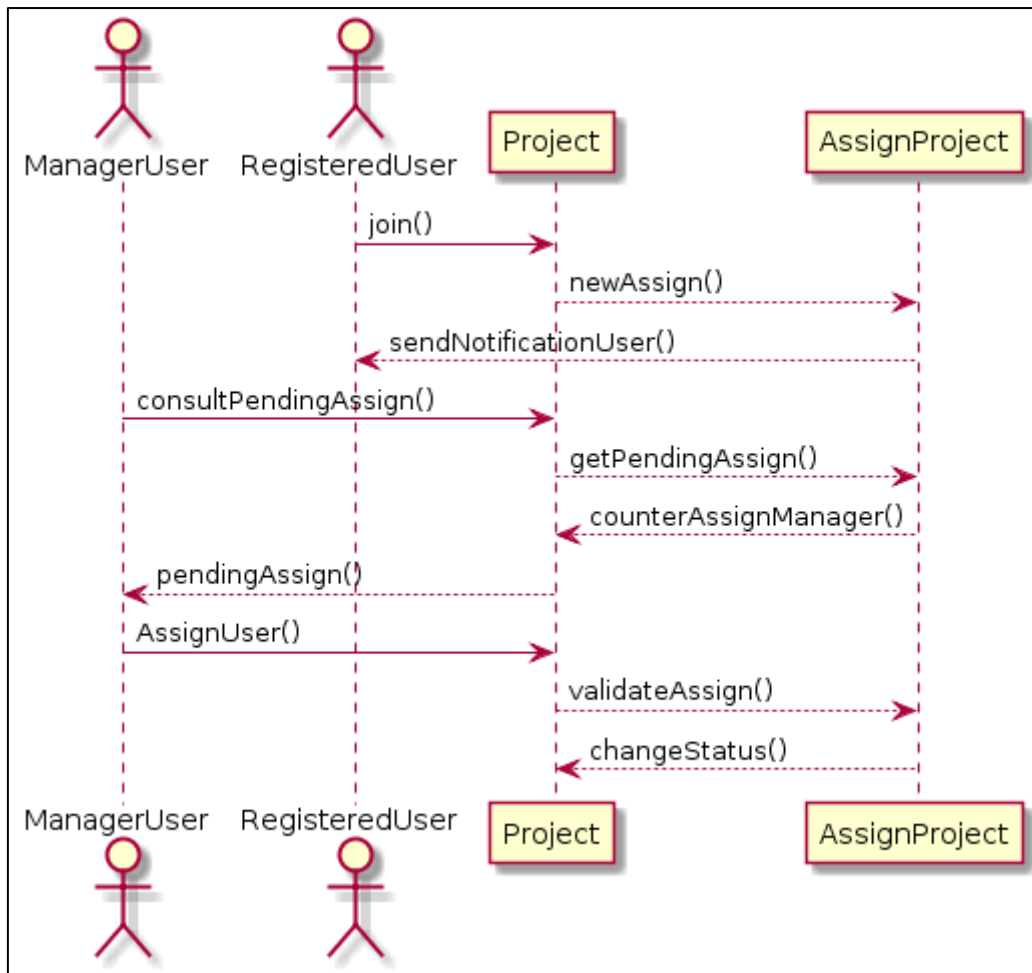 ManagerUser
RegisteredUser
Project
AssignProject
join()
newAssign()
sendNotificationUser()
consultPendingAssign()
getPendingAssign()
counterAssignManager()
pendingAssign()
AssignUser()
validateAssign()
changeStatus()
ManagerUser
RegisteredUser
Project
AssignProject